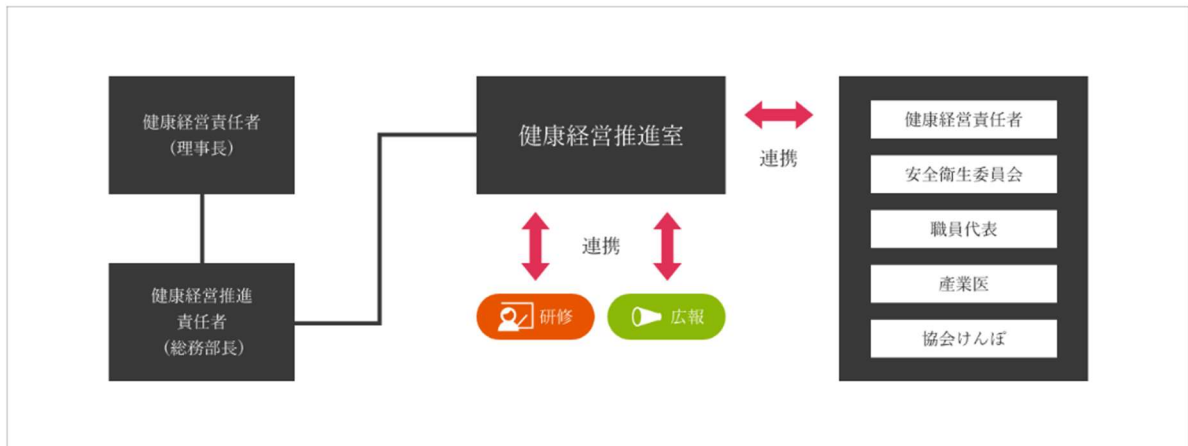 健康経営責任者
(理事長)
健康経営推進
責任者
(総務部長)
健康経営推進室
連携
研修
広報
連携
健康経営責任者
安全衛生委員会
職員代表
産業医
協会けんぽ